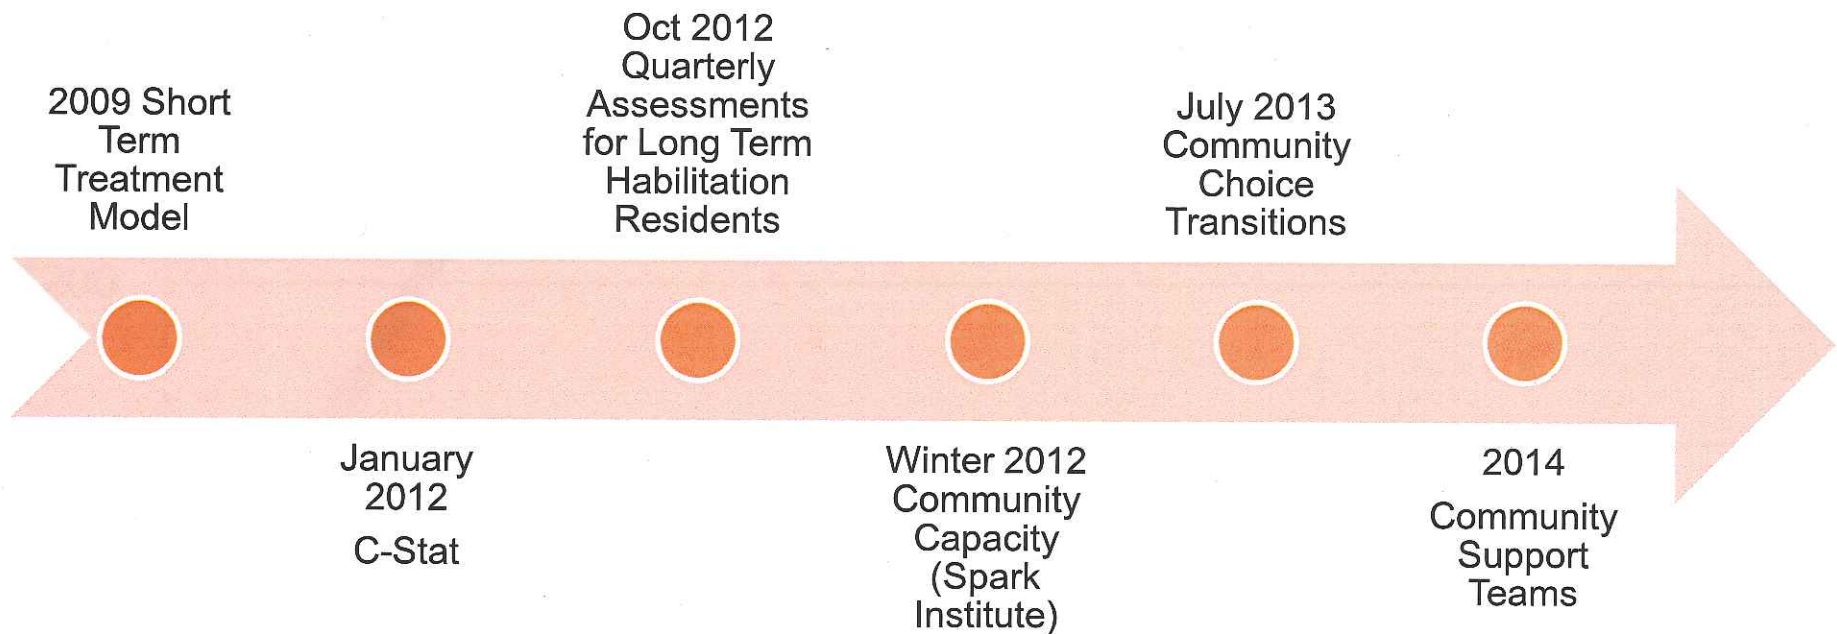 2009 Short
Term
Treatment
Model
January
2012
C-Stat
Oct 2012
Quarterly
Assessments
for Long Term
Habilitation
Residents
Winter 2012
Community
Capacity
(Spark
Institute)
July 2013
Community
Choice
Transitions
2014
Community
Support
Teams